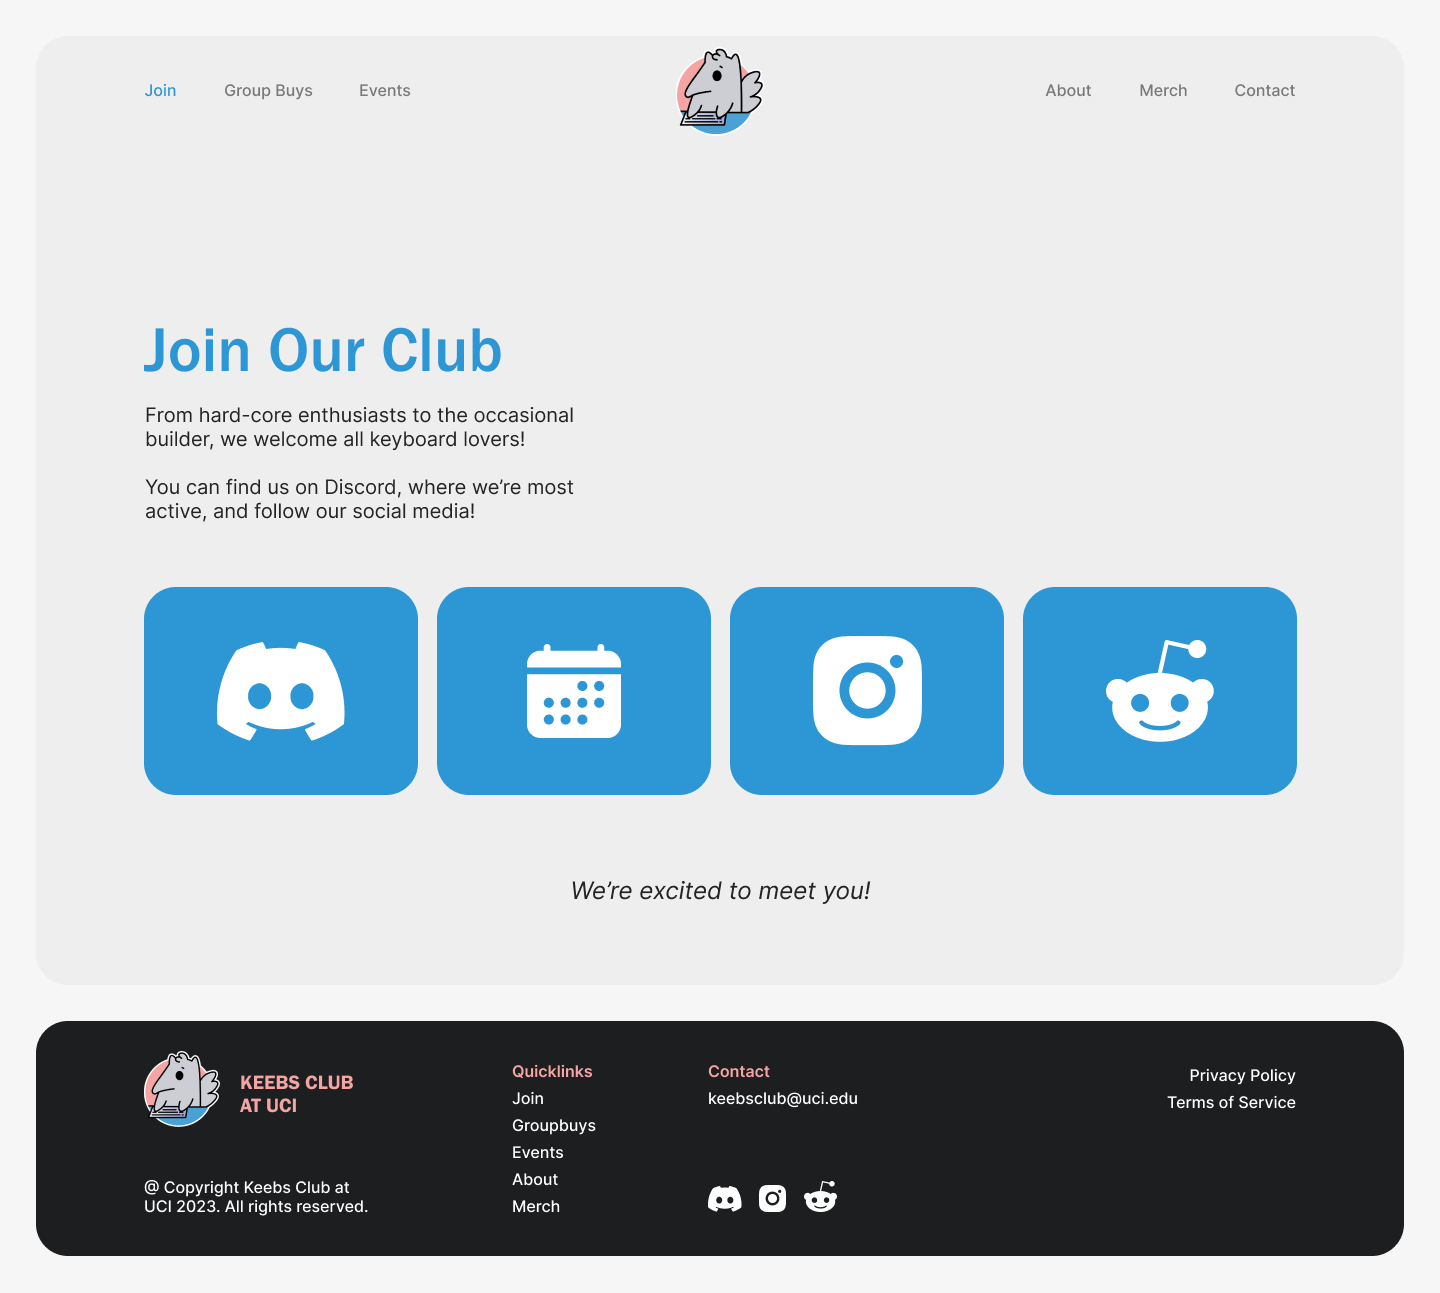 Join
Group Buys
Events
About
Merch
Contact
Join Our Club
From hard-core enthusiasts to the occasional
builder, we welcome all keyboard lovers!
You can find us on Discord, where we’re most
active, and follow our social media!
We’re excited to meet you!
KEEBS CLUB
AT UCI
@ Copyright Keebs Club at
UCI 2023. All rights reserved.
Quicklinks
Join
Groupbuys
Events
About
Merch
Contact
keebsclub@uci.edu
Privacy Policy
Terms of Service